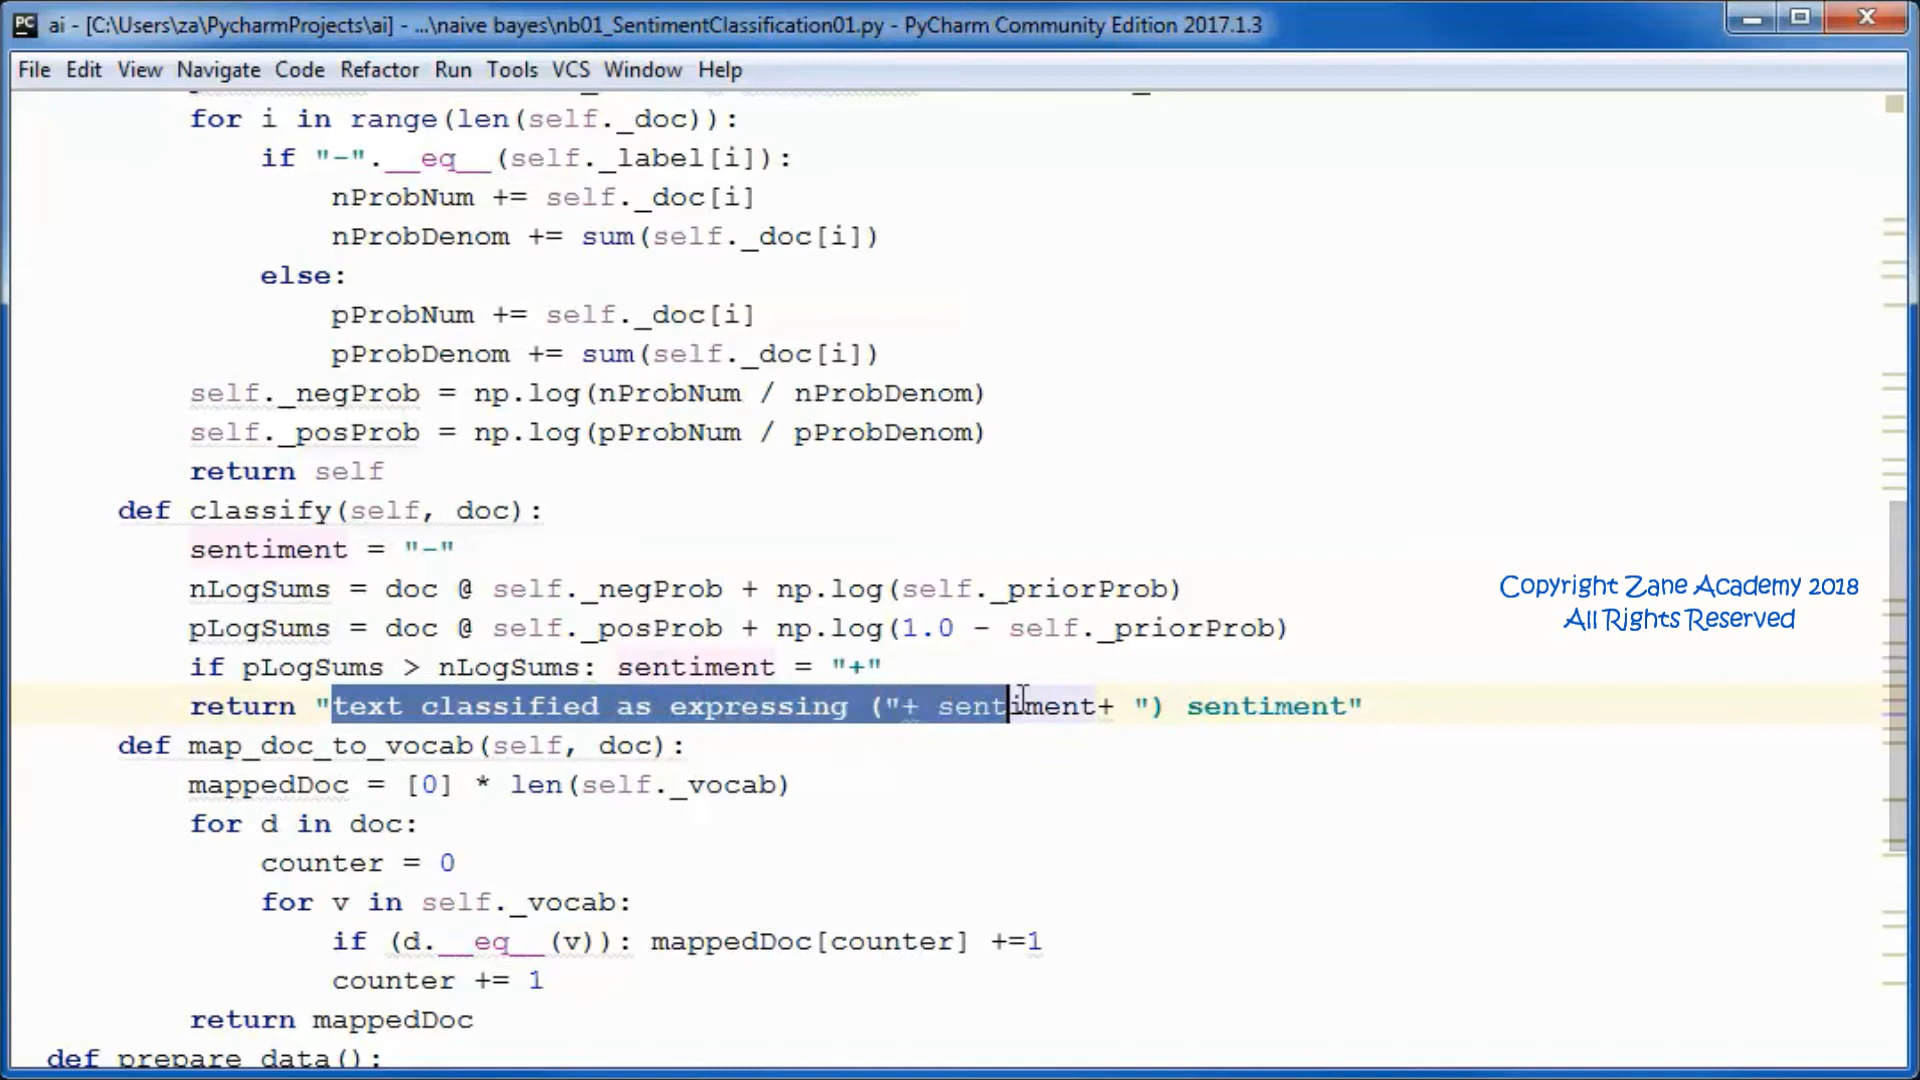 ai - [C:\Users\za\PycharmProjects\ai] - ...\naive bayes\nb01_SentimentClassification01.py - PyCharm Community Edition 2017.1.3
File Edit View Navigate Code Refactor Run Tools VCS Window Help
for i in range(len(self._doc)):
if "-".__eq__(self._label[i]):
nProbNum += self._doc[i]
nProbDenom += sum(self._doc[i])
else:
pProbNum += self._doc[i]
pProbDenom += sum(self._doc[i])
self._negProb = np.log(nProbNum / nProbDenom)
self._posProb = np.log(pProbNum / pProbDenom)
return self
def classify(self, doc):
sentiment = "-"
nLogSums = doc @ self._negProb + np.log(self._priorProb)
pLogSums = doc @ self._posProb + np.log(1.0 - self._priorProb)
if pLogSums > nLogSums: sentiment = "+"
return "text classified as expressing ("+ sentiment+ ") sentiment"
def map_doc_to_vocab(self, doc):
mappedDoc = [0] * len(self._vocab)
for d in doc:
counter = 0
for v in self._vocab:
if (d.__eq__(v)): mappedDoc[counter] +=1
counter += 1
return mappedDoc
def prepare_data():
Copyright Zane Academy 2018
All Rights Reserved